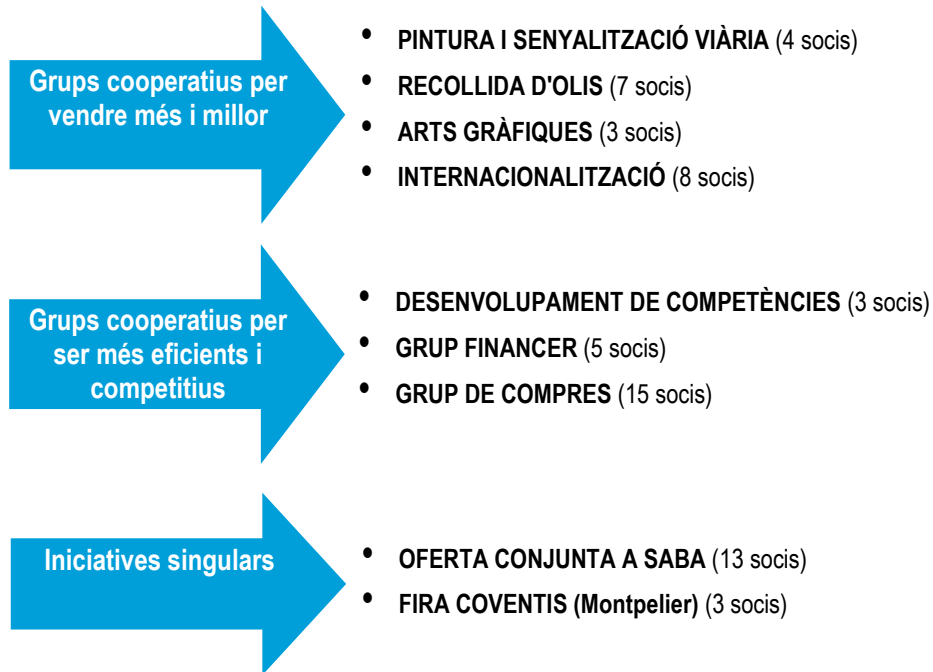 Grups cooperatius per
vendre més i millor
• PINTURA I SENYALITZACIÓ VIÀRIA (4 socis)
• RECOLLIDA D'OLIS (7 socis)
• ARTS GRÀFIQUES (3 socis)
• INTERNACIONALITZACIÓ (8 socis)
Grups cooperatius per
ser més eficients i
competitius
• DESENVOLUPAMENT DE COMPETÈNCIES (3 socis)
• GRUP FINANCER (5 socis)
• GRUP DE COMPRES (15 socis)
Iniciatives singulars
• OFERTA CONJUNTA A SABA (13 socis)
• FIRA COVENTIS (Montpelier) (3 socis)